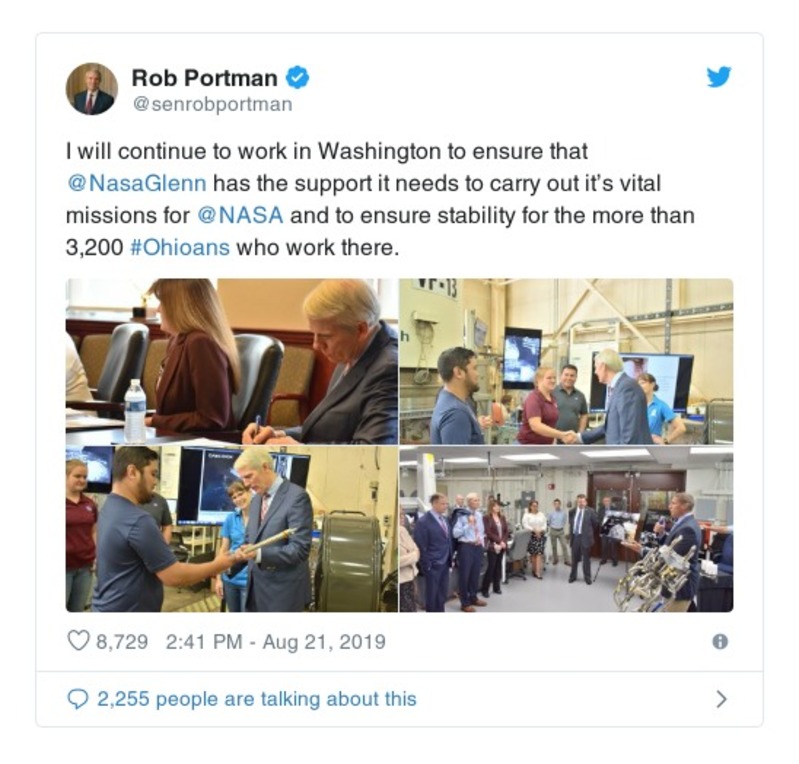 Rob Portman
@senrobportman
I will continue to work in Washington to ensure that
@NasaGlenn has the support it needs to carry out it’s vital
missions for @NASA and to ensure stability for the more than
3,200 #Ohioans who work there.
VF-13
h
8,729 2:41 PM - Aug 21, 2019
2,255 people are talking about this